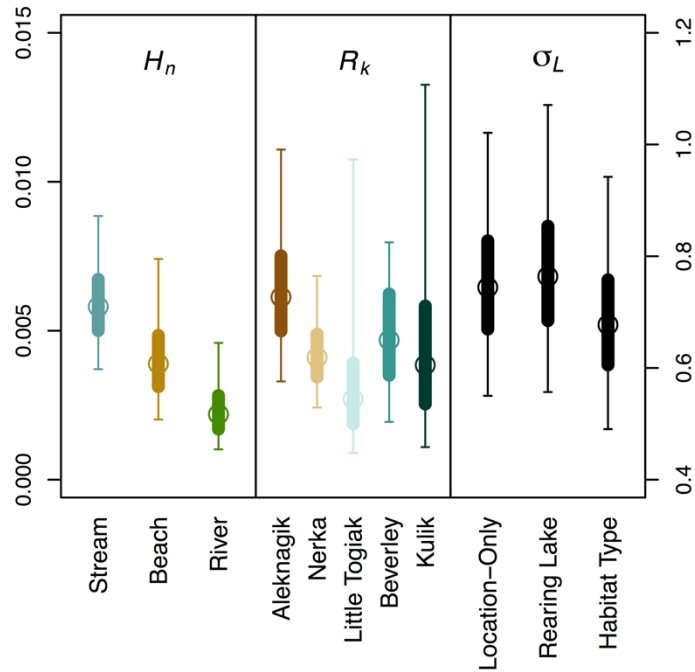 0.015
0.010
0.005
0.000
Hn
Rk
σL
1.2
1.0
0.8
0.6
0.4
Stream
Beach
River
Aleknagik
Nerka
Little Togiak
Beverley
Kulik
Location−Only
Rearing Lake
Habitat Type